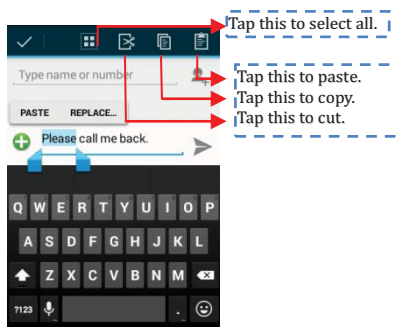 Tap this to select all.
Type name or number
Tap this to paste.
Tap this to copy.
Tap this to cut.
PASTE REPLACE...
Please call me back.
Q W E R T Y U I O P
A S D F G H J K L
Z X C V B N M
?123 .